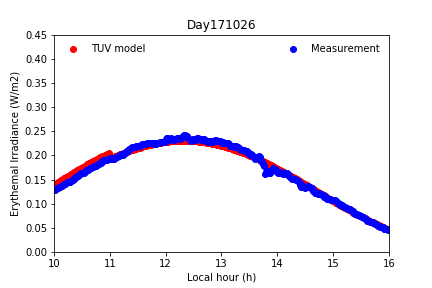 Day171026
TUV model
Measurement
Erythemal Irradiance (W/m2)
0.45
0.40
0.35
0.30
0.25
0.20
0.15
0.10
0.05
0.00
10 11 12 13 14 15 16
Local hour (h)